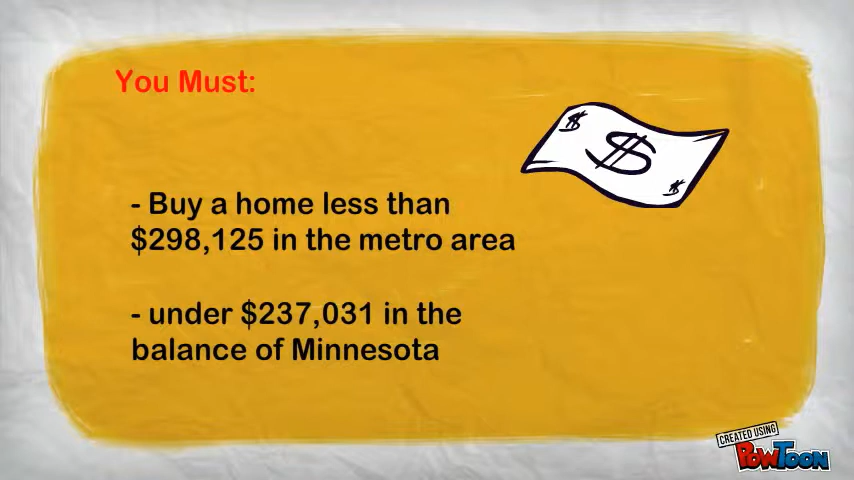 You Must:
- Buy a home less than
$298,125 in the metro area
- under $237,031 in the
balance of Minnesota
$ $ $
CREATED USING
POWTOON